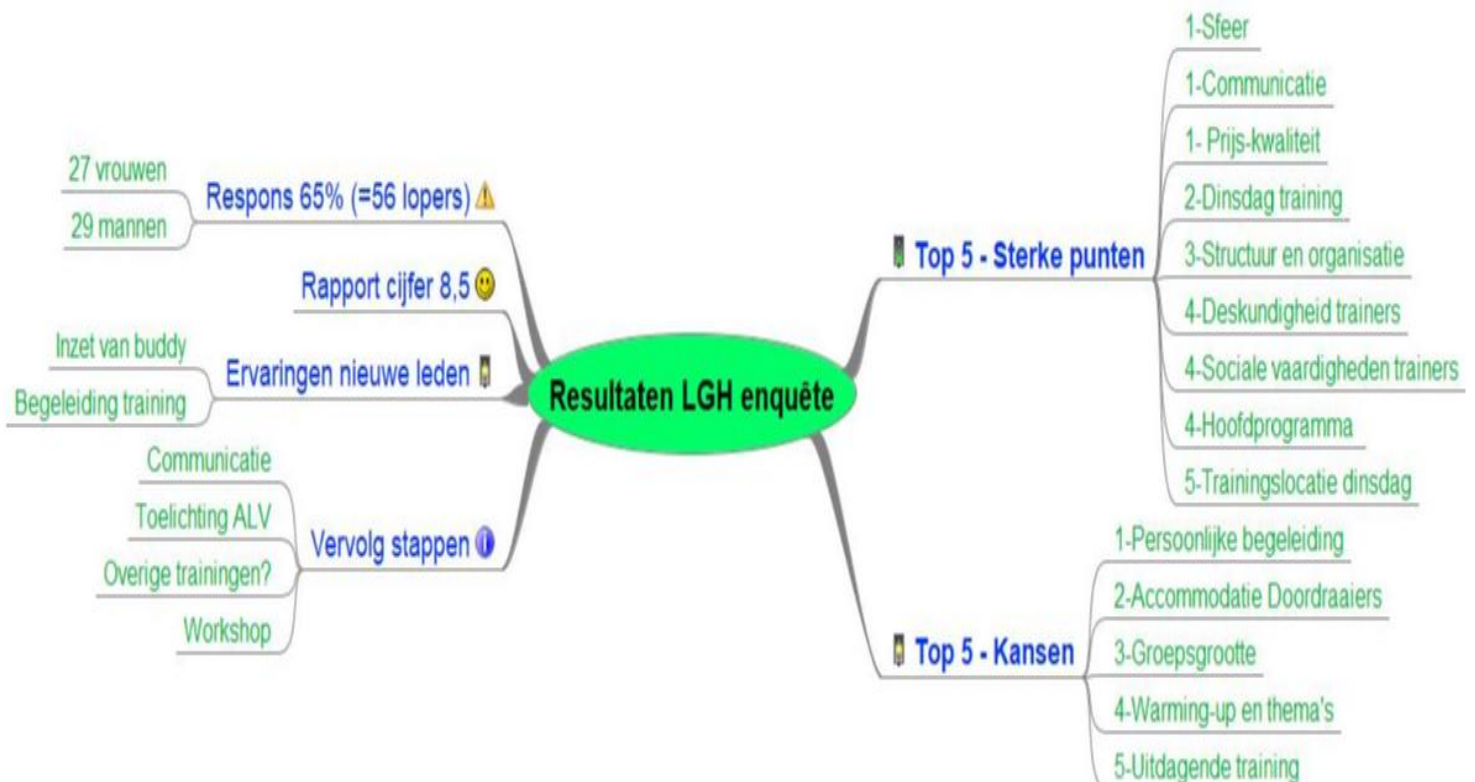 Resultaten LGH enquête
Respons 65% (=56 lopers)
27 vrouwen
29 mannen
Rapport cijfer 8,5
Ervaringen nieuwe leden
Inzet van buddy
Begeleiding training
Vervolg stappen
Communicatie
Toelichting ALV
Overige trainingen?
Workshop
Top 5 - Sterke punten
1-Sfeer
1-Communicatie
1- Prijs-kwaliteit
2-Dinsdag training
3-Structuur en organisatie
4-Deskundigheid trainers
4-Sociale vaardigheden trainers
4-Hoofdprogramma
5-Trainingslocatie dinsdag
Top 5 - Kansen
1-Persoonlijke begeleiding
2-Accommodatie Doordraaiers
3-Groepsgrootte
4-Warming-up en thema's
5-Uitdagende training